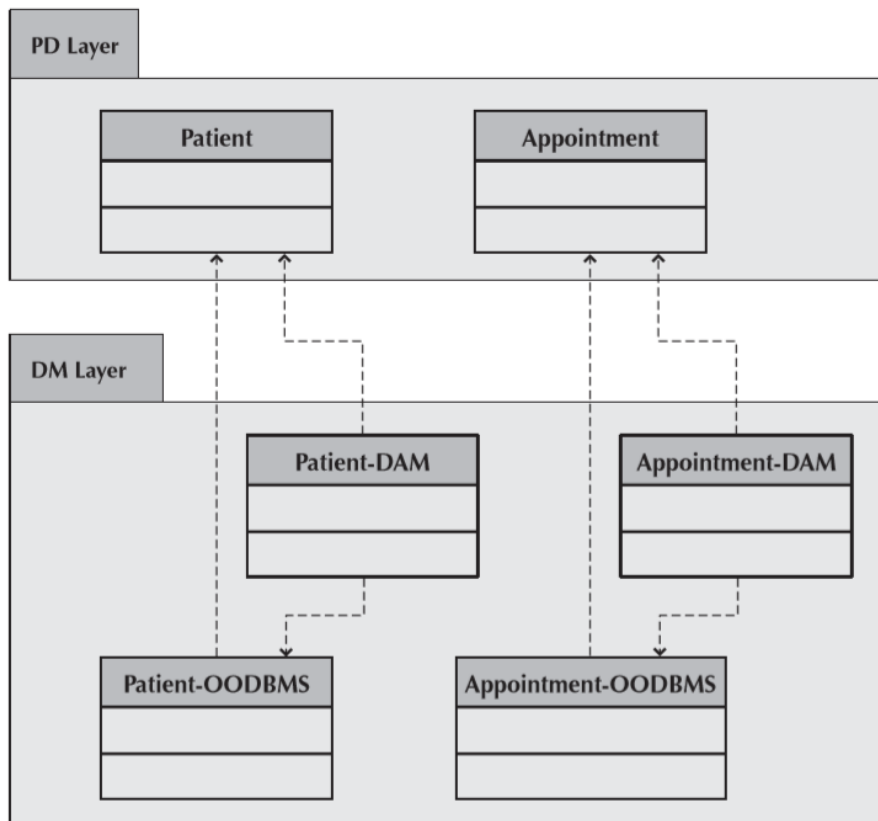 PD Layer
Patient
Appointment
DM Layer
Patient-DAM
Appointment-DAM
Patient-OODBMS
Appointment-OODBMS